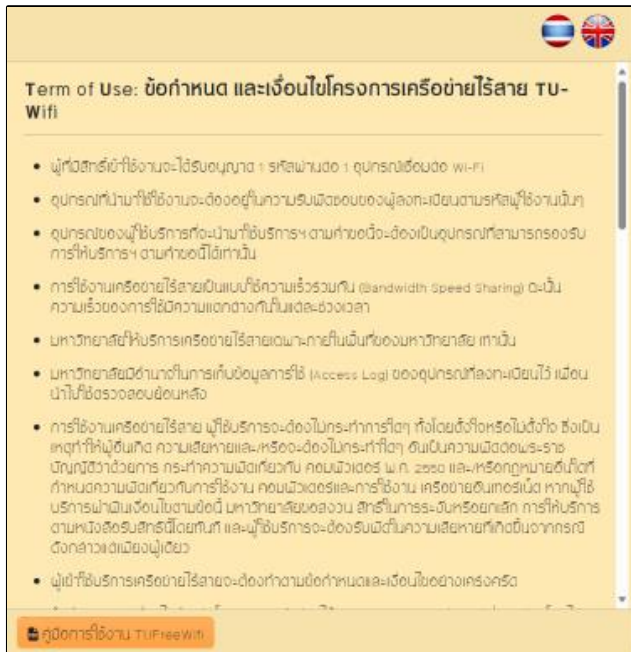 Term of Use: ข้อกำหนด และเงื่อนไขโครงการเครือข่ายไร้สาย TU-
Wifi
ผู้ที่มีสิทธิ์เข้าใช้งานจะได้รับอนุญาต 1 รหัสผ่านต่อ 1 อุปกรณ์เชื่อมต่อ Wi-Fi
อุปกรณ์ที่นำมาใช้ใช้งานจะต้องอยู่ในความรับผิดชอบของผู้ลงทะเบียนตามรหัสผู้ใช้งานนั้นๆ
อุปกรณ์ของผู้ใช้บริการที่จะนำมาใช้บริการฯ ตามคำขอนี้จะต้องเป็นอุปกรณ์ที่สามารถรองรับ
การให้บริการฯ ตามคำขอนี้ได้เท่านั้น
การใช้งานเครือข่ายไร้สายเป็นแบบใช้ความเร็วร่วมกัน (Bandwidth Speed Sharing) ฉะนั้น
ความเร็วของการใช้มีความแตกต่างกันในแต่ละช่วงเวลา
มหาวิทยาลัยให้บริการเครือข่ายไร้สายเฉพาะภายในพื้นที่ของมหาวิทยาลัย เท่านั้น
มหาวิทยาลัยมีอำนาจในการเก็บข้อมูลการใช้ (Access Log) ของอุปกรณ์ที่ลงทะเบียนไว้ เพื่อน
นำไปใช้ตรวจสอบย้อนหลัง
การใช้งานเครือข่ายไร้สาย ผู้ใช้บริการจะต้องไม่กระทำการใดๆ ทั้งโดยตั้งใจหรือไม่ตั้งใจ ซึ่งเป็น
เหตุทำให้ผู้อื่นเกิด ความเสียหายและ/หรือจะต้องไม่กระทำใดๆ อันเป็นความผิดต่อพระราช
บัญญัติว่าด้วยการ กระทำความผิดเกี่ยวกับ คอมพิวเตอร์ พ.ศ. 2550 และ/หรือกฎหมายอื่นใดที่
กำหนดความผิดเกี่ยวกับการใช้งาน คอมพิวเตอร์และการใช้งาน เครือข่ายอินเทอร์เน็ต หากผู้ใช้
บริการฝ่าฝืนเงื่อนไขตามข้อนี้ มหาวิทยาลัยขอสงวน สิทธิ์ในการระงับหรือยกเลิก การให้บริการ
ตามหนังสือรับสิทธิ์นี้โดยทันที และผู้ใช้บริการจะต้องรับผิดในความเสียหายที่เกิดขึ้นจากกรณี
ดังกล่าวแต่เพียงผู้เดียว
ผู้เข้าใช้บริการเครือข่ายไร้สายจะต้องทำตามข้อกำหนดและเงื่อนไขอย่างเคร่งครัด
คู่มือการใช้งาน TUFreeWifi